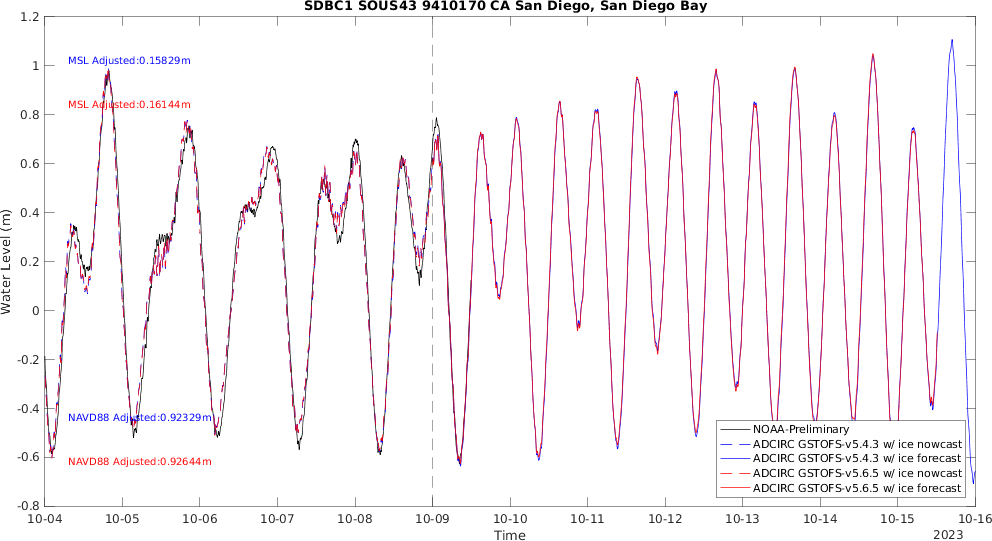 SDBC1 SOUS43 9410170 CA San Diego, San Diego Bay
1.2
1
0.8
0.6
0.4
0.2
0
-0.2
-0.4
-0.6
-0.8
Water Level (m)
MSL Adjusted:0.15829m
MSL Adjusted:0.16144m
NAVD88 Adjusted:0.92329m
NAVD88 Adjusted:0.92644m
NOAA-Preliminary
ADCIRC GSTOFS-v5.4.3 w/ ice nowcast
ADCIRC GSTOFS-v5.4.3 w/ ice forecast
ADCIRC GSTOFS-v5.6.5 w/ ice nowcast
ADCIRC GSTOFS-v5.6.5 w/ ice forecast
10-04 10-05 10-06 10-07 10-08 10-09 10-10 10-11 10-12 10-13 10-14 10-15 10-16
Time
2023